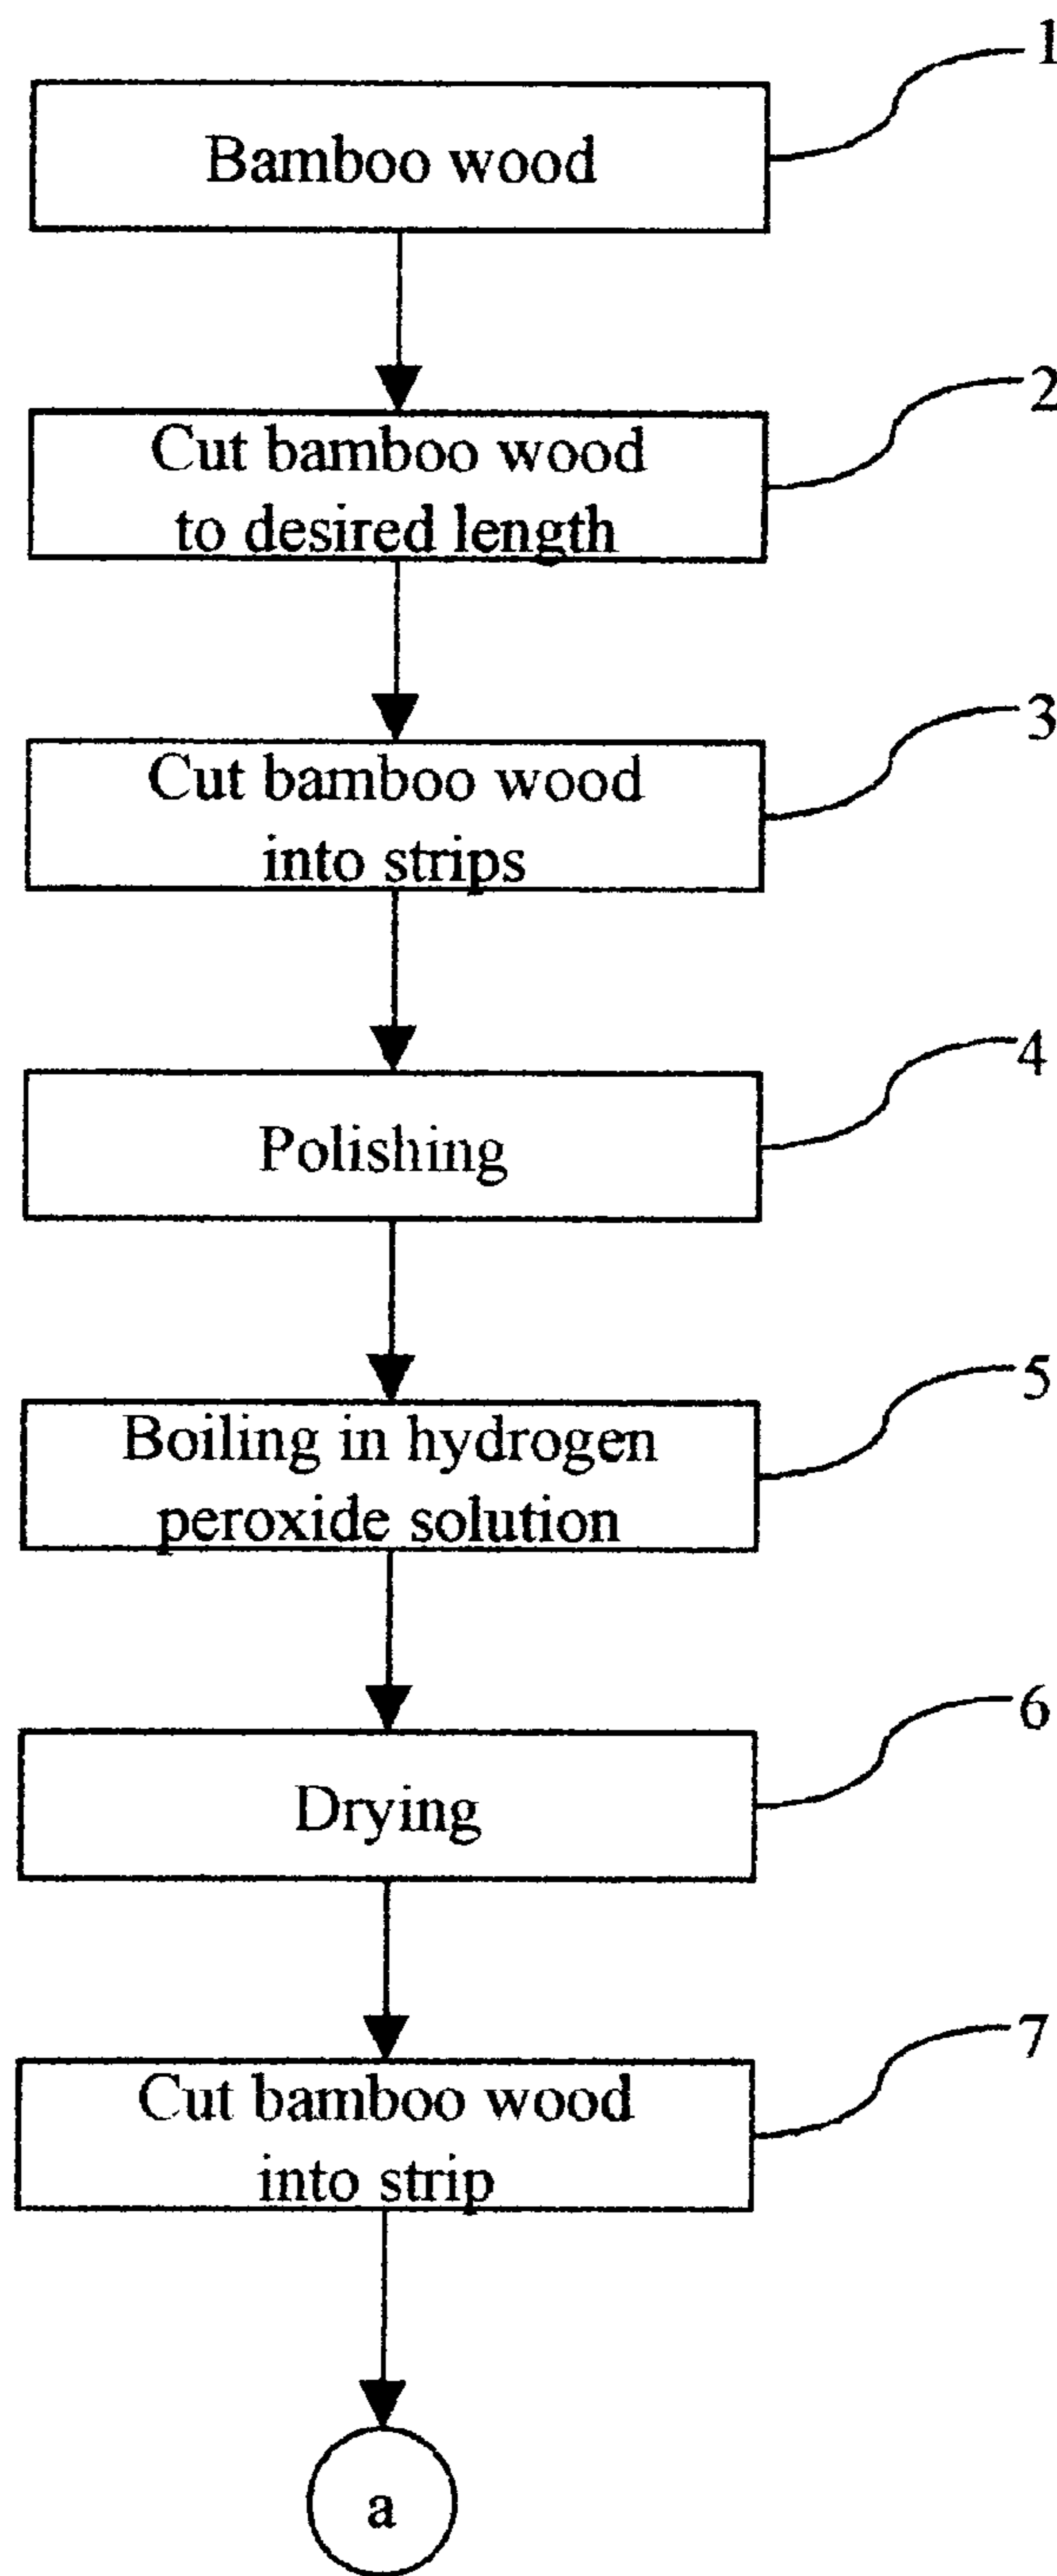 1
Bamboo wood
2
Cut bamboo wood
to desired length
3
Cut bamboo wood
into strips
4
Polishing
5
Boiling in hydrogen
peroxide solution
6
Drying
7
Cut bamboo wood
into strip
a